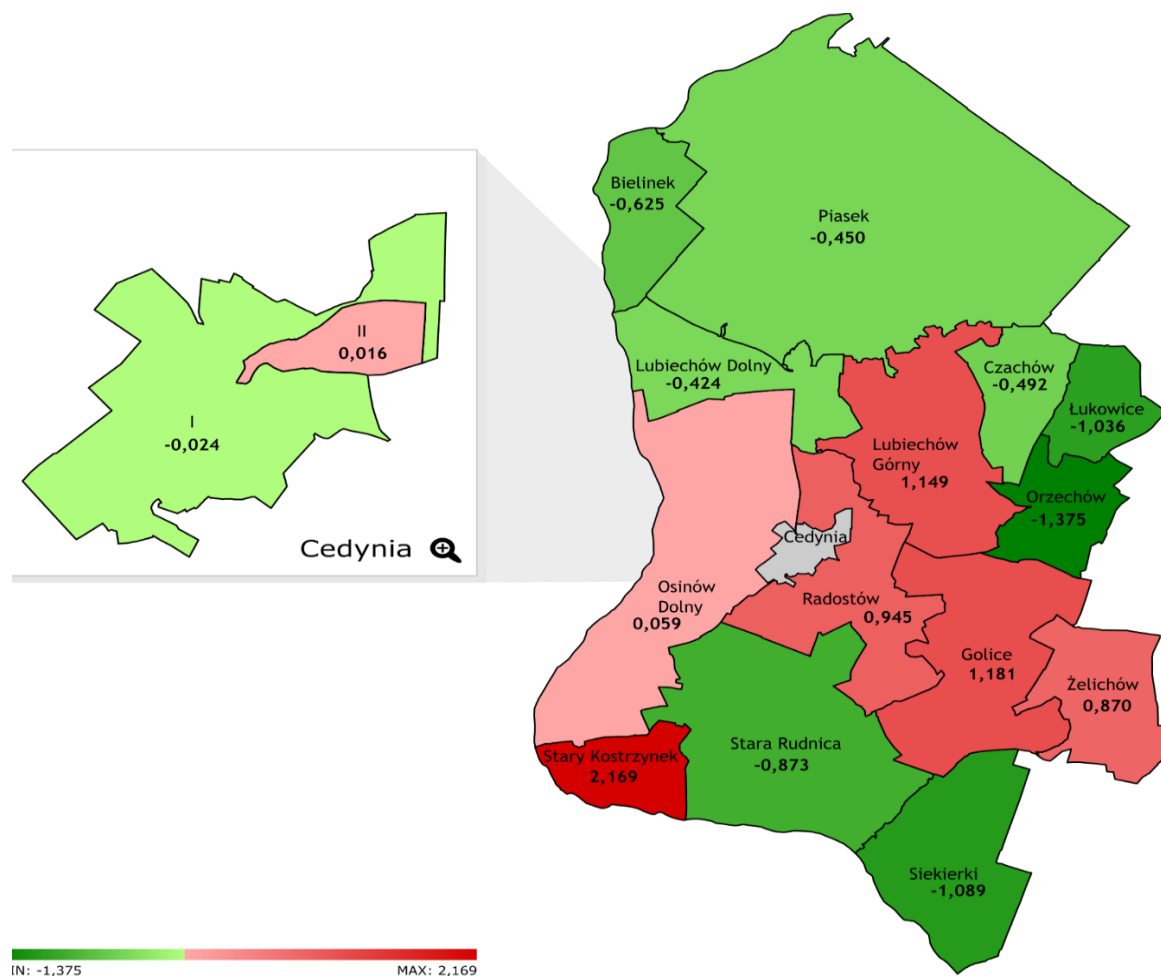 Bielinek
-0,625
Piasek
-0,450
II
0,016
I
-0,024
Cedynia
Lubiechów Dolny
-0,424
Czachów
-0,492
Łukowice
-1,036
Lubiechów
Górny
1,149
Orzechów
-1,375
Cedynia
Osinów
Dolny
0,059
Radostów
0,945
Golice
1,181
Żelichów
0,870
Stary Kostrzynek
2,169
Stara Rudnica
-0,873
Siekierki
-1,089
IN: -1,375
MAX: 2,169